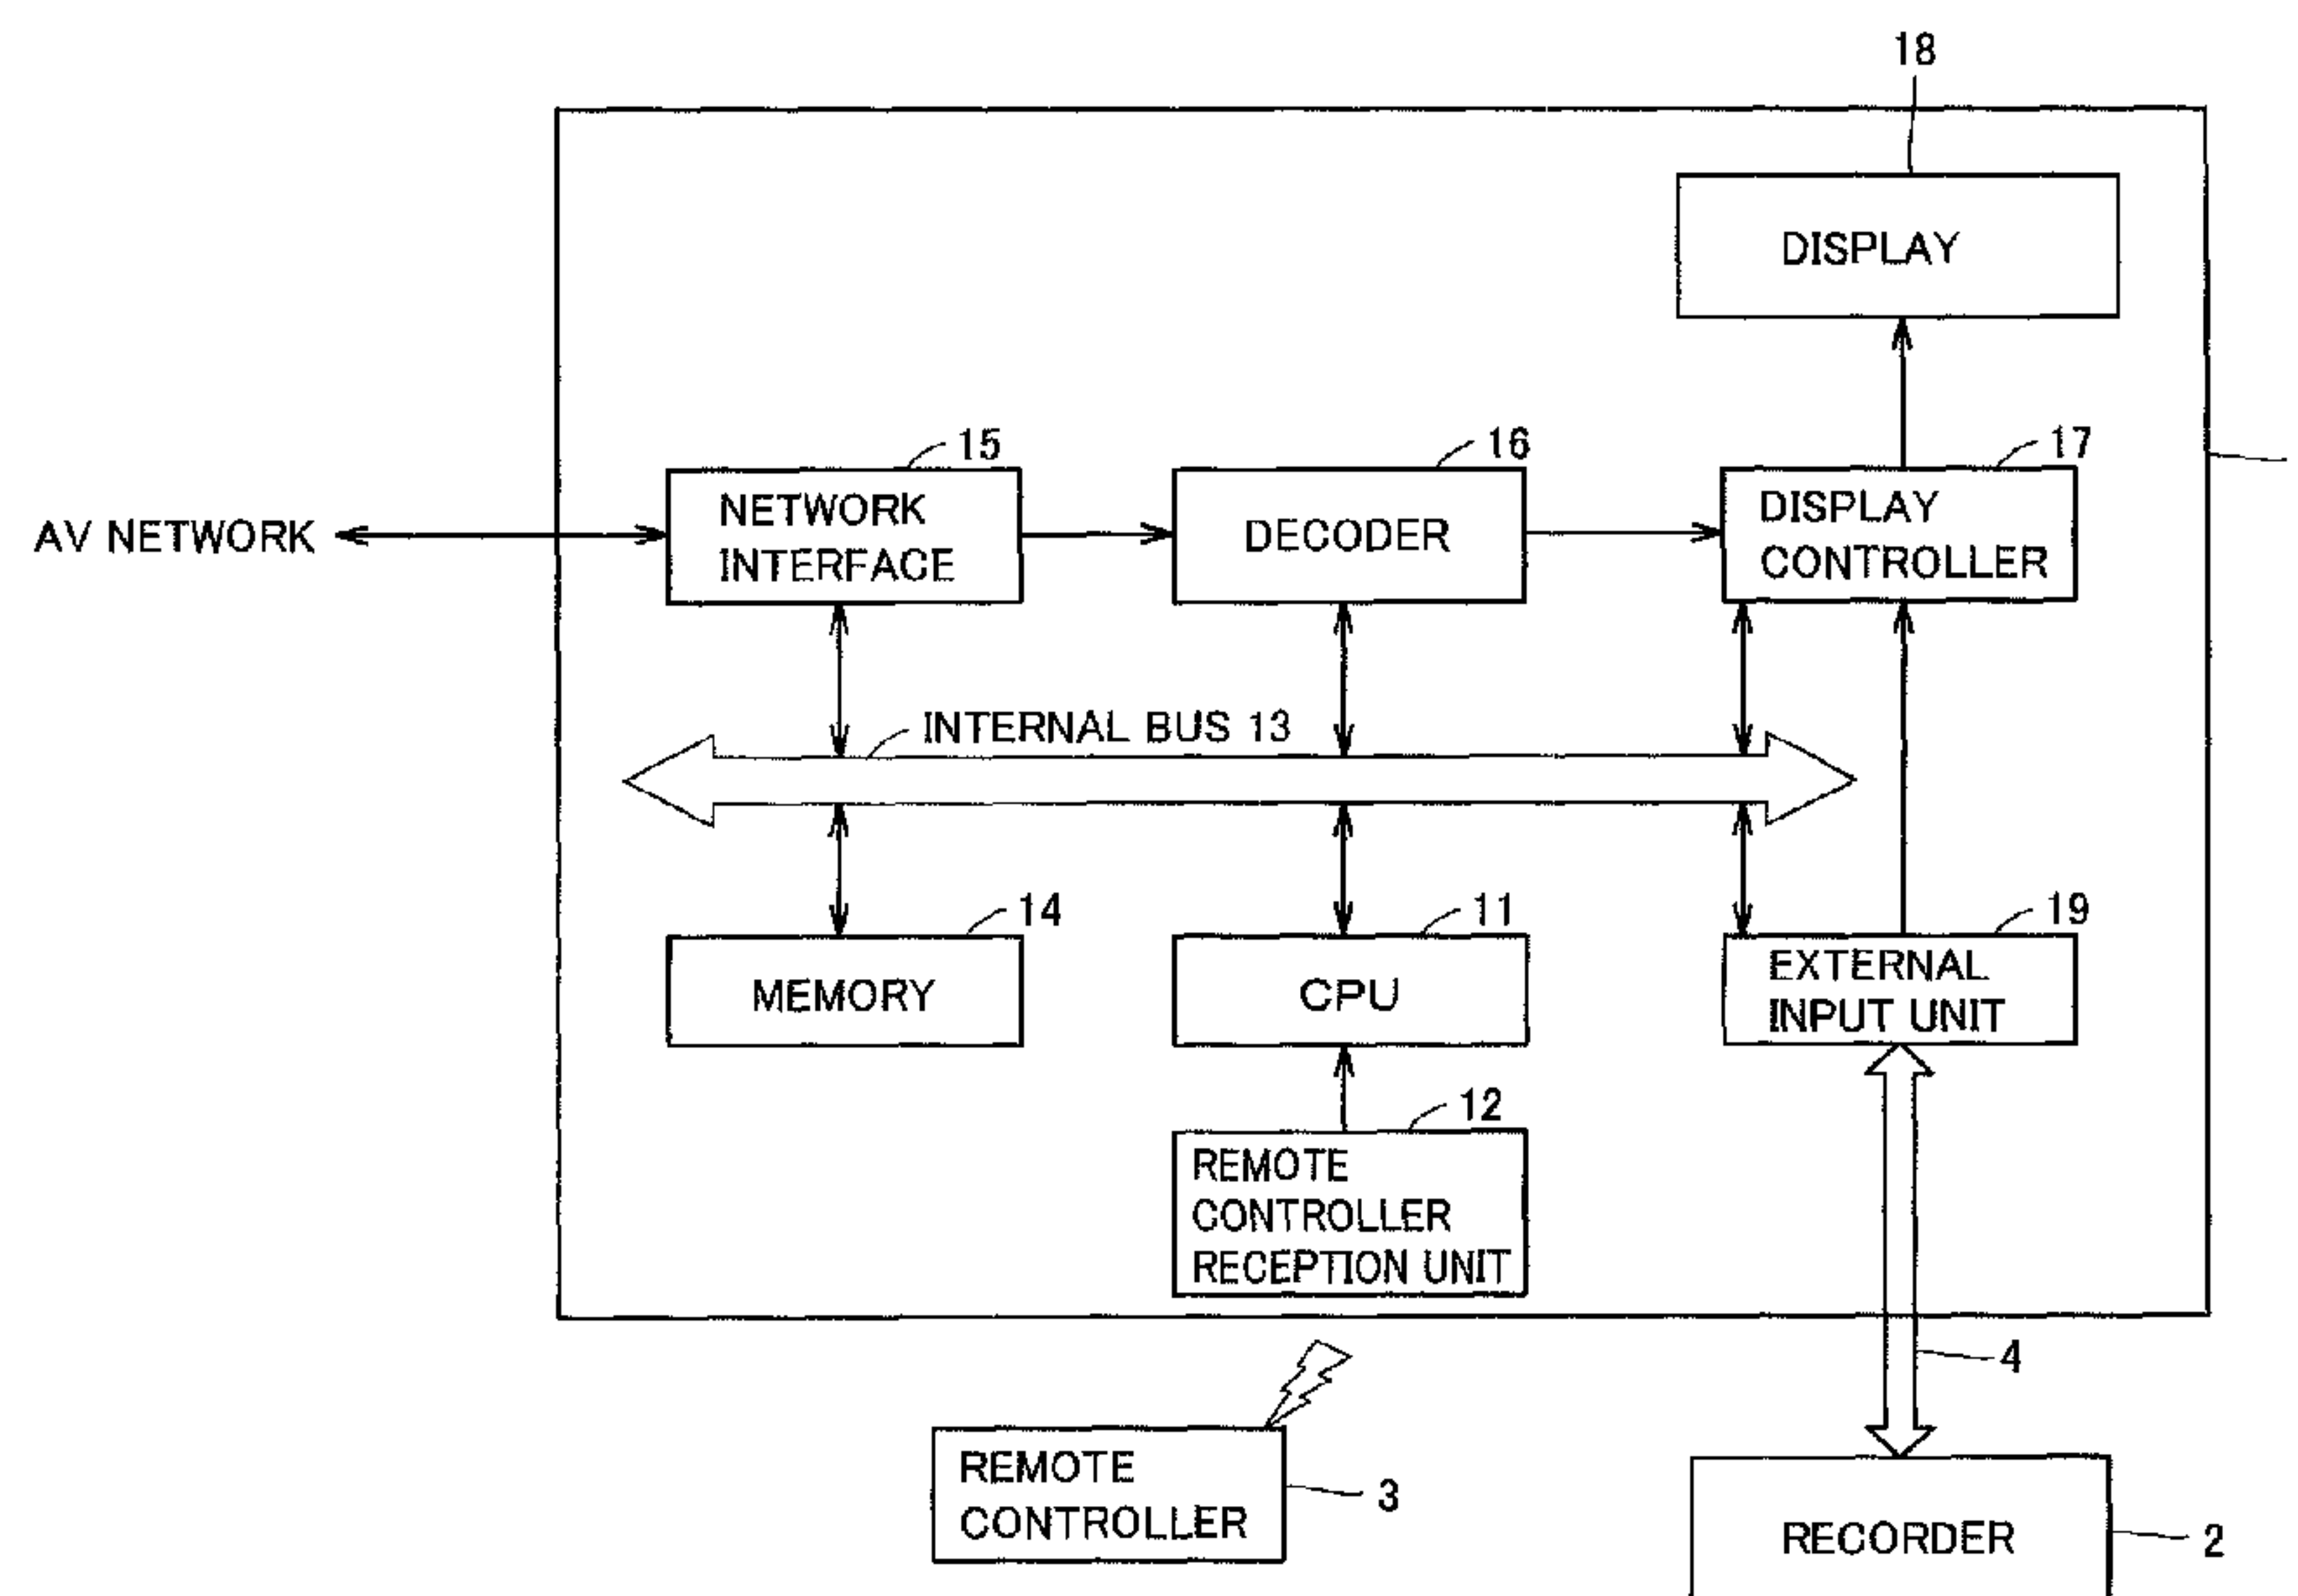 18
DISPLAY
15
16
17
AV NETWORK
NETWORK
INTERFACE
DECODER
DISPLAY
CONTROLLER
INTERNAL BUS 13
14
11
19
MEMORY
CPU
EXTERNAL
INPUT UNIT
12
REMOTE
CONTROLLER
RECEPTION UNIT
4
REMOTE
CONTROLLER
3
RECORDER
2